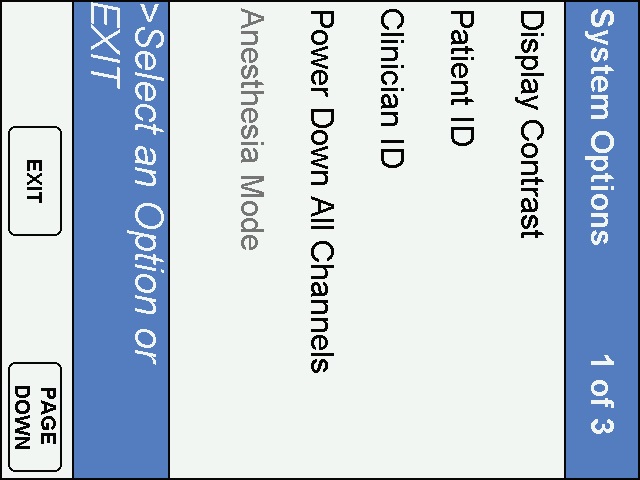 System Options 1 of 3
Display Contrast
Patient ID
Clinician ID
Power Down All Channels
Anesthesia Mode
>Select an Option or
EXIT
EXIT
PAGE
DOWN